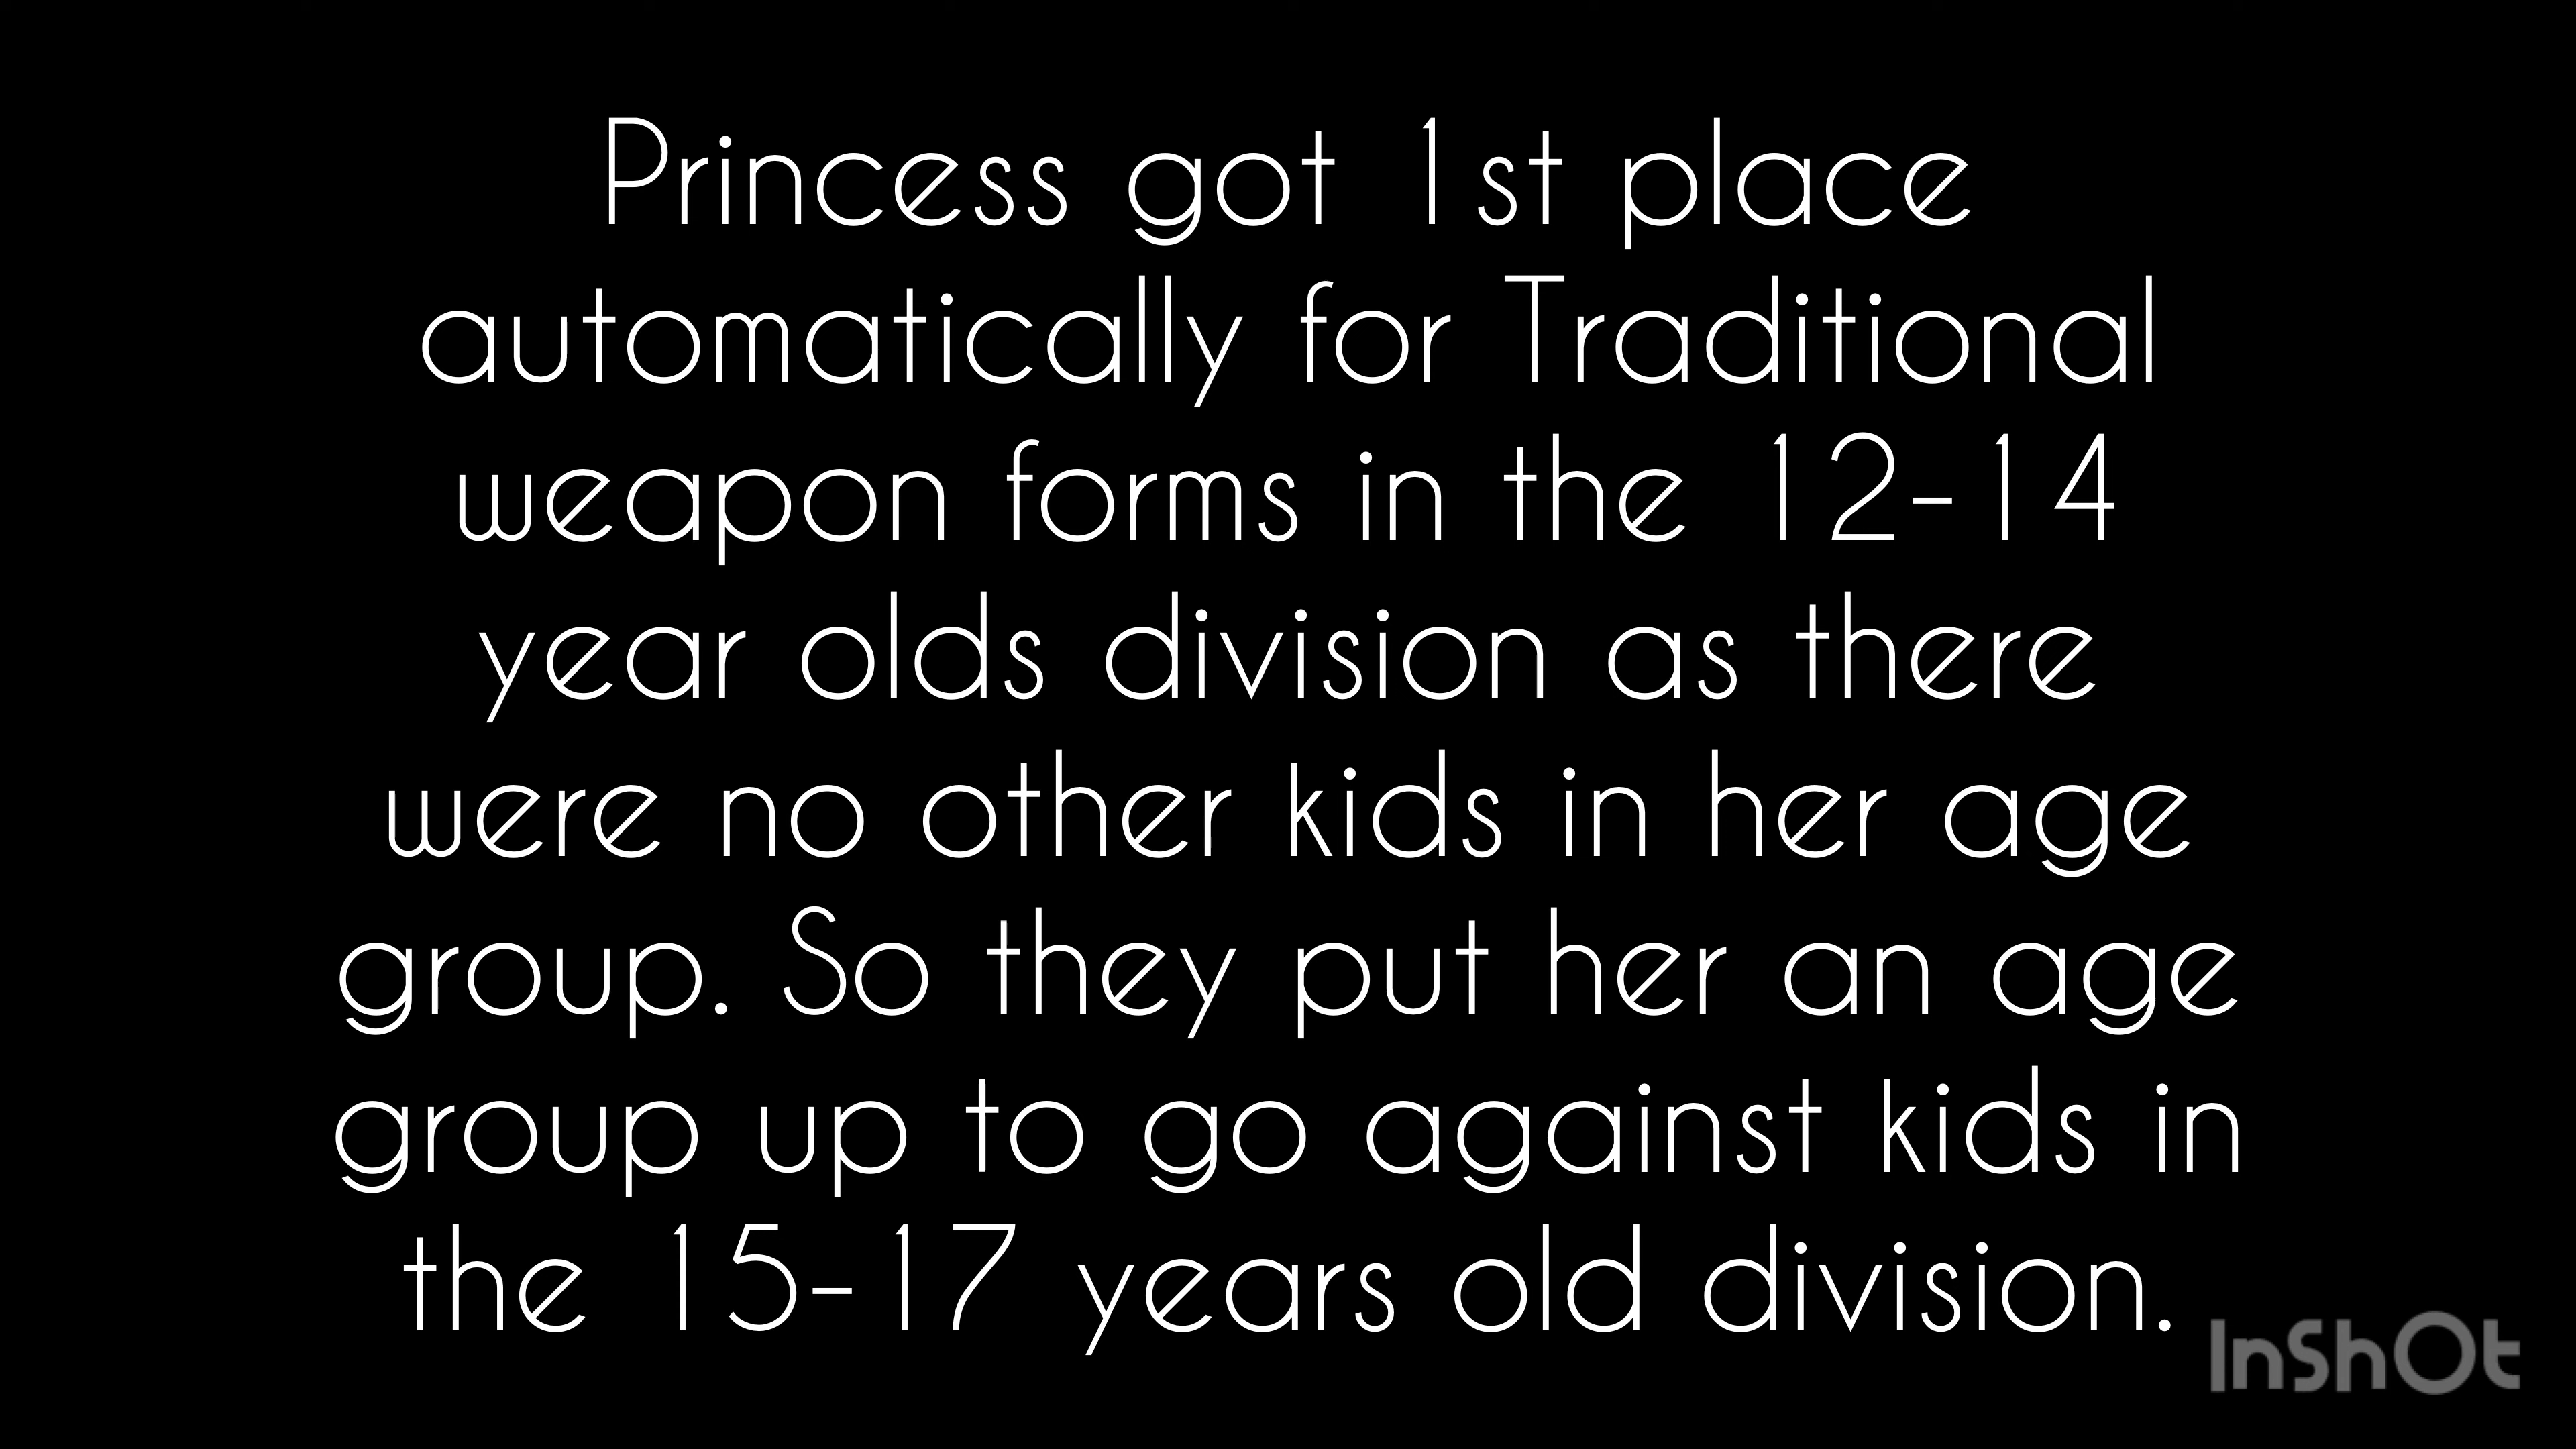 Princess got 1st place
automatically for Traditional
weapon forms in the 12-14
year olds division as there
were no other kids in her age
group. So they put her an age
group up to go against kids in
the 15-17 years old division.
InShOt